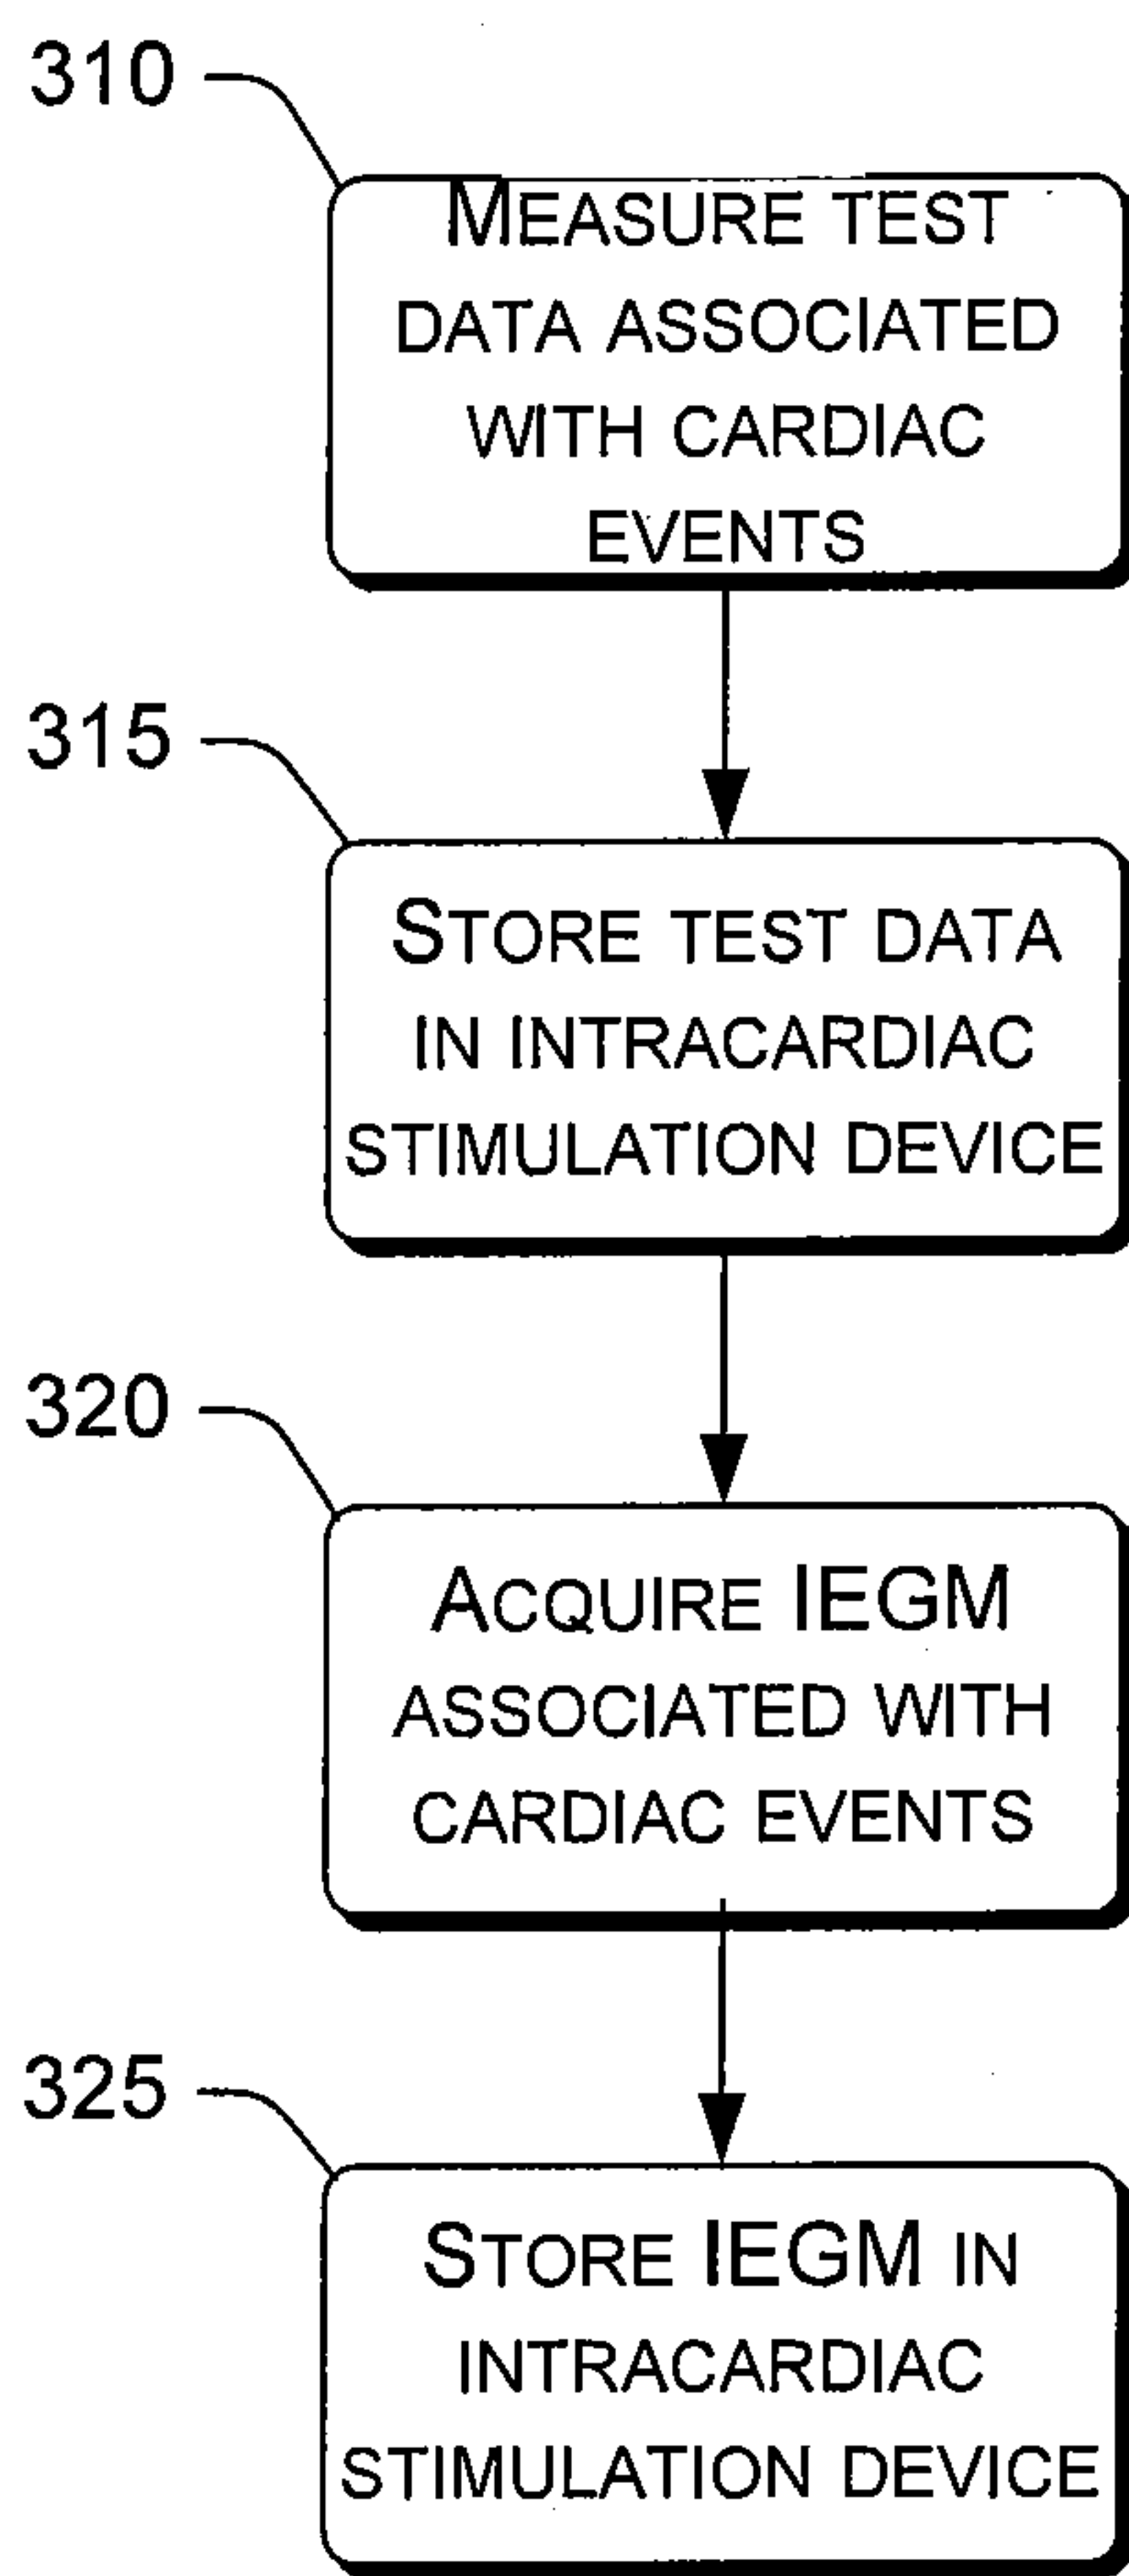 310
MEASURE TEST
DATA ASSOCIATED
WITH CARDIAC
EVENTS
315
STORE TEST DATA
IN INTRACARDIAC
STIMULATION DEVICE
320
ACQUIRE IEGM
ASSOCIATED WITH
CARDIAC EVENTS
325
STORE IEGM IN
INTRACARDIAC
STIMULATION DEVICE